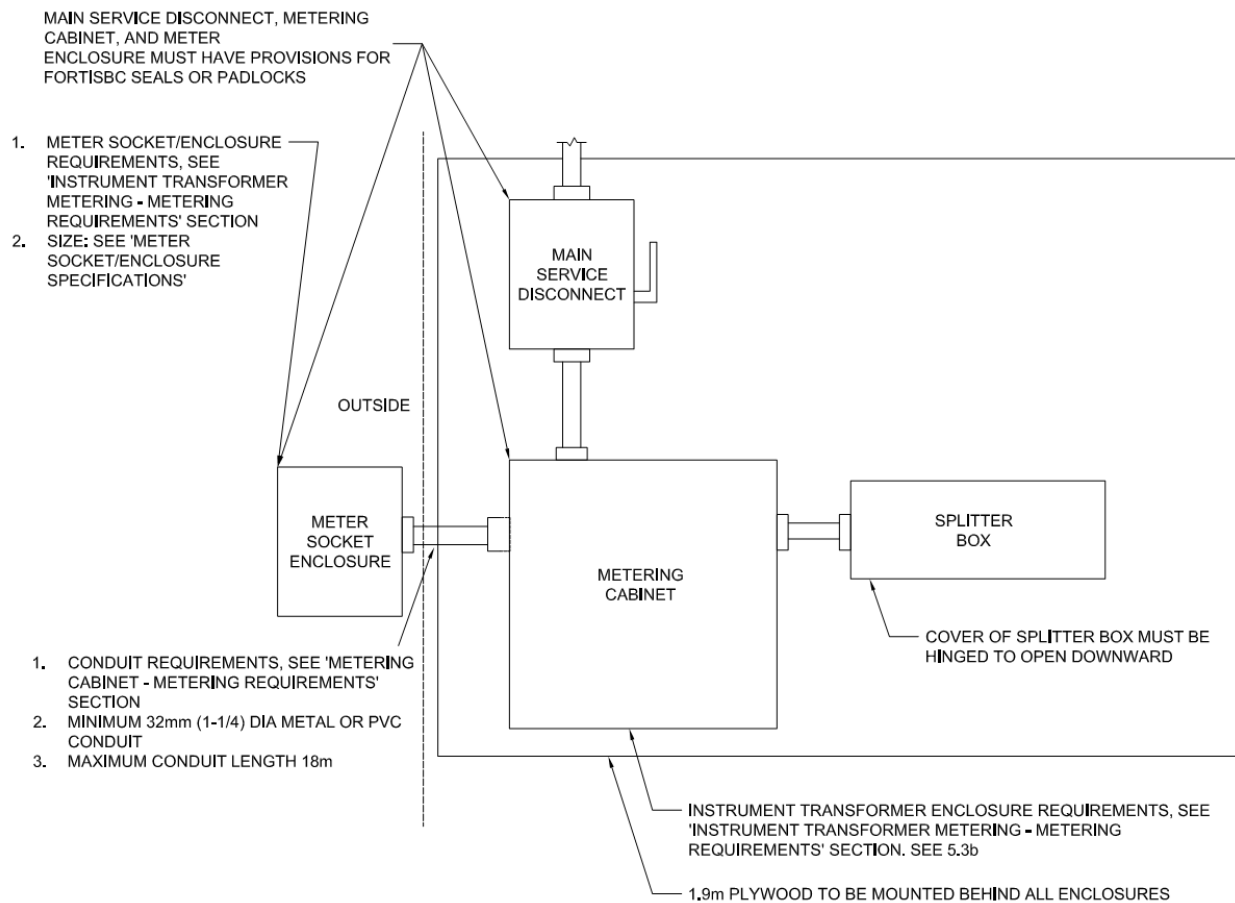 MAIN SERVICE DISCONNECT, METERING
CABINET, AND METER
ENCLOSURE MUST HAVE PROVISIONS FOR
FORTISBC SEALS OR PADLOCKS
1. METER SOCKET/ENCLOSURE
REQUIREMENTS, SEE
'INSTRUMENT TRANSFORMER
METERING - METERING
REQUIREMENTS' SECTION
2. SIZE: SEE 'METER
SOCKET/ENCLOSURE
SPECIFICATIONS'
MAIN
SERVICE
DISCONNECT
OUTSIDE
METER
SOCKET
ENCLOSURE
METERING
CABINET
SPLITTER
BOX
COVER OF SPLITTER BOX MUST BE
HINGED TO OPEN DOWNWARD
1. CONDUIT REQUIREMENTS, SEE 'METERING
CABINET - METERING REQUIREMENTS'
SECTION
2. MINIMUM 32mm (1-1/4) DIA METAL OR PVC
CONDUIT
3. MAXIMUM CONDUIT LENGTH 18m
INSTRUMENT TRANSFORMER ENCLOSURE REQUIREMENTS, SEE
'INSTRUMENT TRANSFORMER METERING - METERING
REQUIREMENTS' SECTION. SEE 5.3b
1.9m PLYWOOD TO BE MOUNTED BEHIND ALL ENCLOSURES